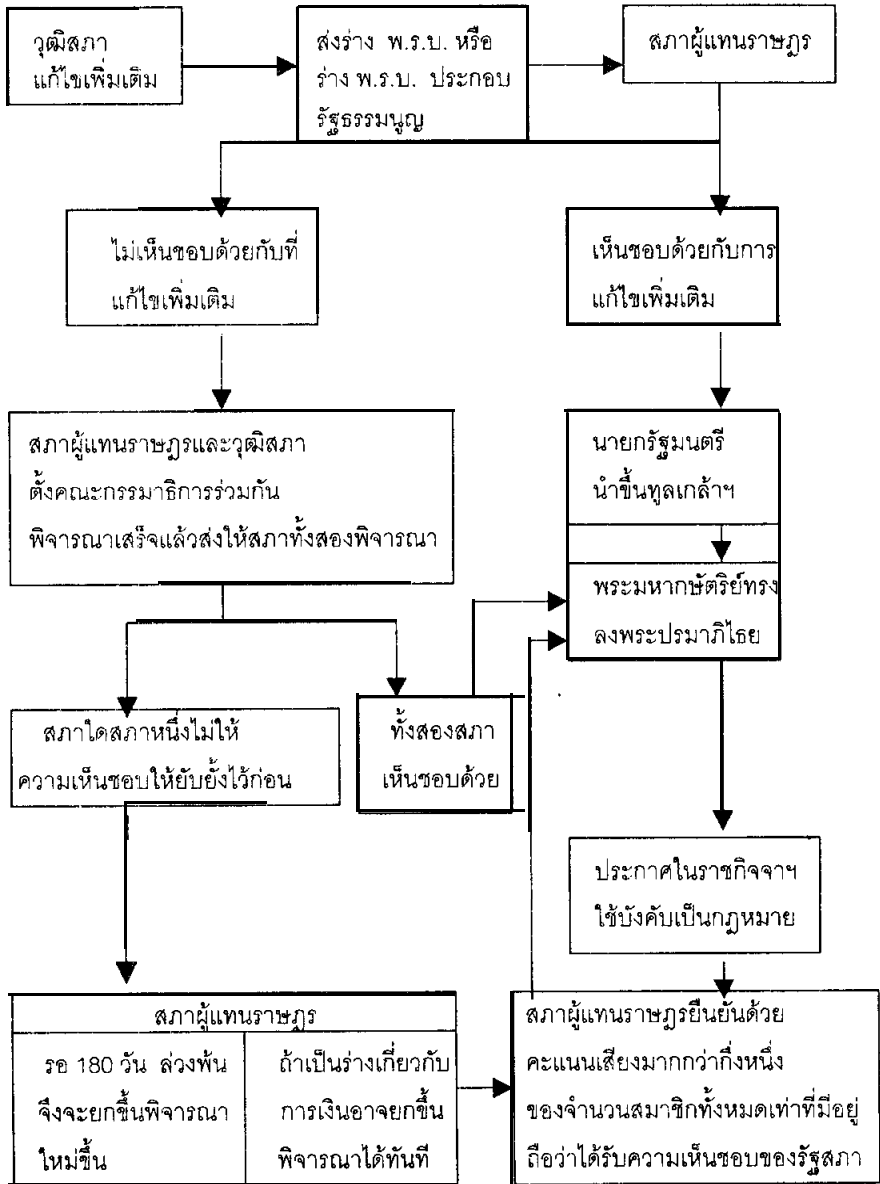 วุฒิสภา
แก้ไขเพิ่มเติม
ส่งร่าง พ.ร.บ. หรือ
ร่าง พ.ร.บ. ประกอบ
รัฐธรรมนูญ
สภาผู้แทนราษฎร
ไม่เห็นชอบด้วยกับที่
แก้ไขเพิ่มเติม
เห็นชอบด้วยกับการ
แก้ไขเพิ่มเติม
สภาผู้แทนราษฎรและวุฒิสภา
ตั้งคณะกรรมาธิการร่วมกัน
พิจารณาเสร็จแล้วส่งให้สภาทั้งสองพิจารณา
นายกรัฐมนตรี
นำขึ้นทูลเกล้าฯ
พระมหากษัตริย์ทรง
ลงพระปรมาภิไธย
สภาใดสภาหนึ่งไม่ให้
ความเห็นชอบให้ยับยั้งไว้ก่อน
ทั้งสองสภา
เห็นชอบด้วย
ประกาศในราชกิจจาฯ
ใช้บังคับเป็นกฎหมาย
สภาผู้แทนราษฎร
รอ 180 วัน ล่วงพ้น
จึงจะยกขึ้นพิจารณา
ใหม่ขึ้น
ถ้าเป็นร่างเกี่ยวกับ
การเงินอาจยกขึ้น
พิจารณาได้ทันที
สภาผู้แทนราษฎรยืนยันด้วย
คะแนนเสียงมากกว่ากึ่งหนึ่ง
ของจำนวนสมาชิกทั้งหมดเท่าที่มีอยู่
ถือว่าได้รับความเห็นชอบของรัฐสภา